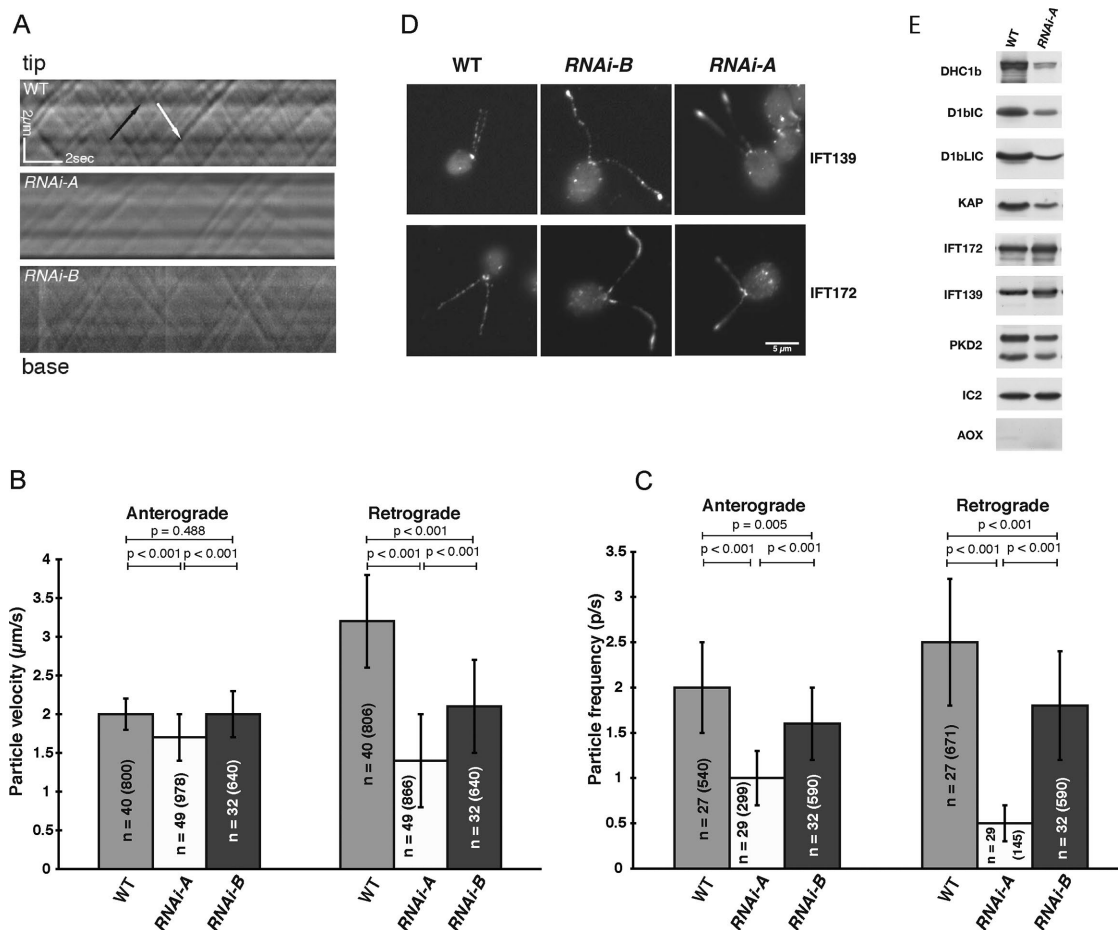 A
tip
WT
2µm
2sec
RNAi-A
RNAi-B
base
D
WT RNAi-B RNAi-A
IFT139
IFT172
5 µm
E
WT RNAi-A
DHC1b
D1bIC
D1bLIC
KAP
IFT172
IFT139
PKD2
IC2
AOX
B
Anterograde Retrograde
p = 0.488 p < 0.001
p < 0.001 p < 0.001 p < 0.001 p < 0.001
Particle velocity (µm/s)
4
3.5
3
2.5
2
1.5
1
0.5
0
n = 40 (800)
n = 49 (978)
n = 32 (640)
n = 40 (806)
n = 49 (866)
n = 32 (640)
WT RNAi-A RNAi-B WT RNAi-A RNAi-B
C
Anterograde Retrograde
p = 0.005 p < 0.001
p < 0.001 p < 0.001 p < 0.001 p < 0.001
Particle frequency (p/s)
3.5
3
2.5
2
1.5
1
0.5
0
n = 27 (540)
n = 29 (299)
n = 32 (590)
n = 27 (671)
n = 29
(145)
n = 32 (590)
WT RNAi-A RNAi-B WT RNAi-A RNAi-B